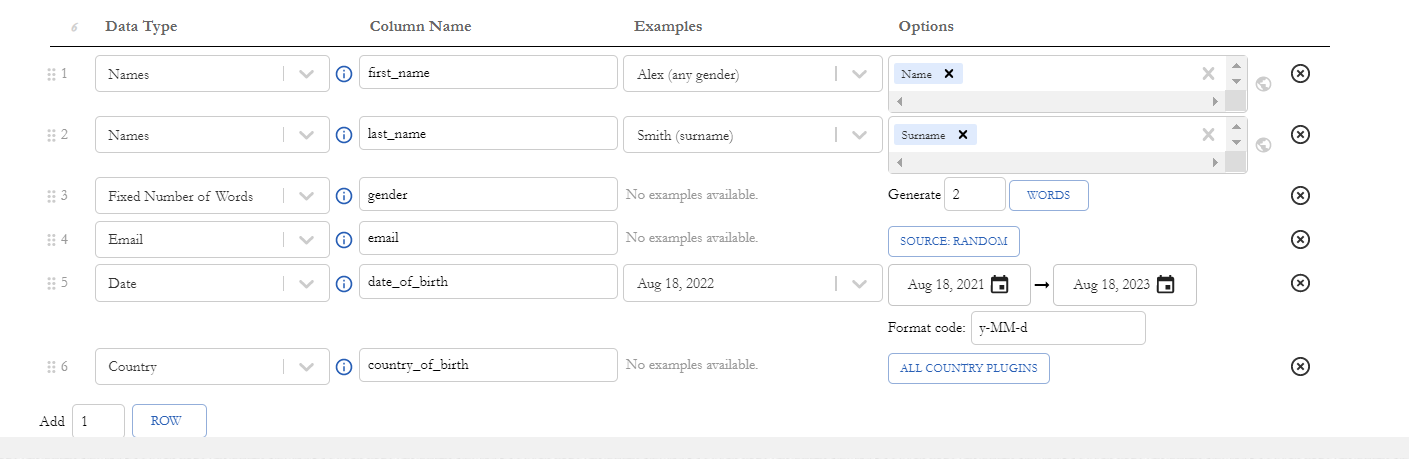 6 Data Type Column Name Examples Options
1 Names first_name Alex (any gender) Name
2 Names last_name Smith (surname) Surname
3 Fixed Number of Words gender No examples available. Generate 2 WORDS
4 Email email No examples available. SOURCE: RANDOM
5 Date date_of_birth Aug 18, 2022 Aug 18, 2021 → Aug 18, 2023
Format code: y-MM-d
6 Country country_of_birth No examples available. ALL COUNTRY PLUGINS
Add 1 ROW